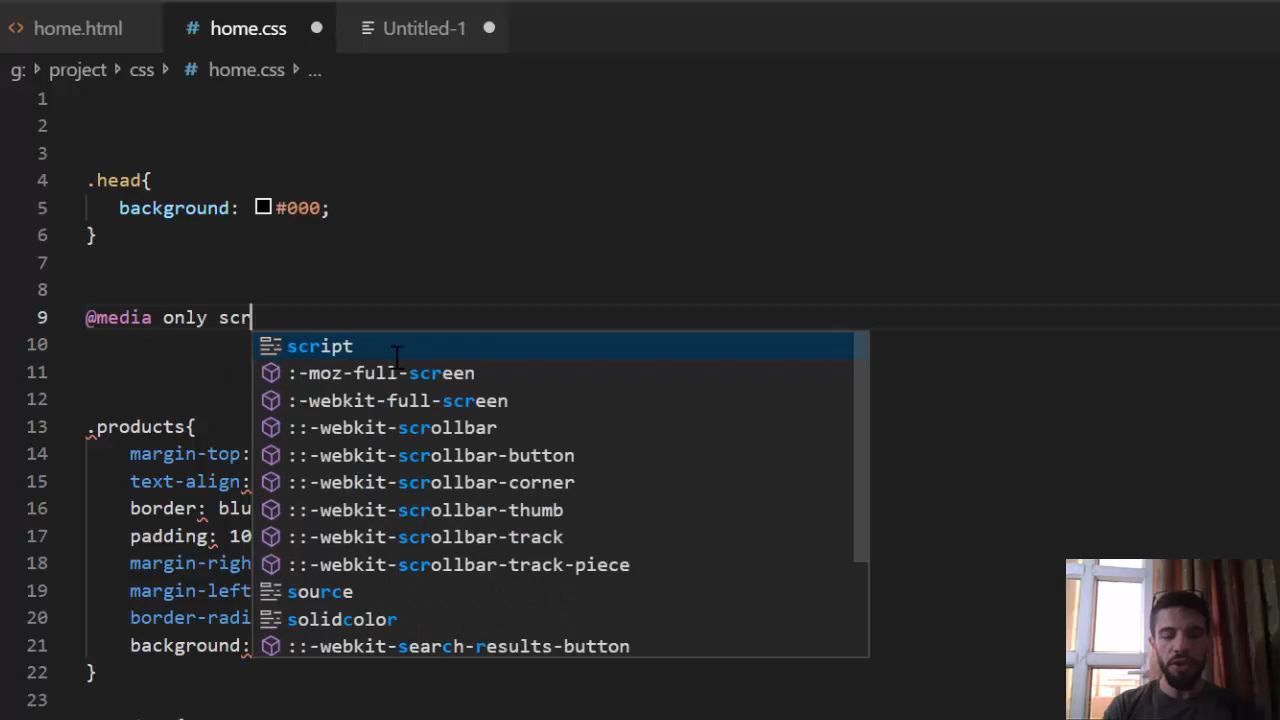 home.html home.css Untitled-1
g: project css # home.css ...
1
2
3
4 .head{
5 background: #000;
6 }
7
8
9 @media only scr
10 script
11 :-moz-full-screen
12 :-webkit-full-screen
13 .products{ ::-webkit-scrollbar
14 margin-top: ::-webkit-scrollbar-button
15 text-align: ::-webkit-scrollbar-corner
16 border: blu ::-webkit-scrollbar-thumb
17 padding: 10 ::-webkit-scrollbar-track
18 margin-righ ::-webkit-scrollbar-track-piece
19 margin-left source
20 border-radi solidcolor
21 background: ::-webkit-search-results-button
22 }
23